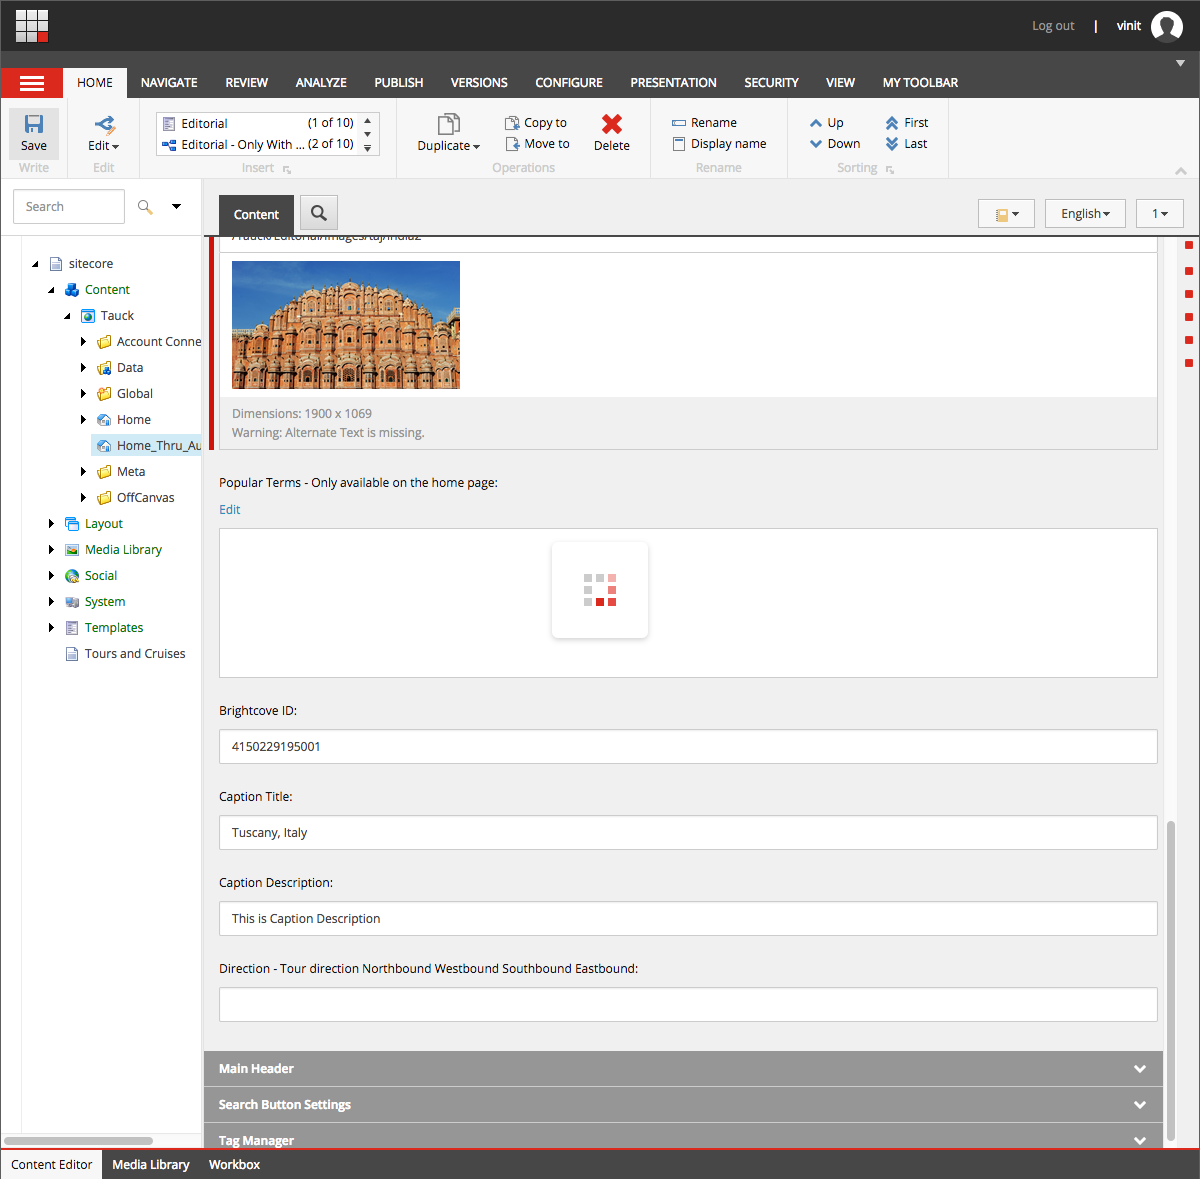 Log out | vinit
HOME NAVIGATE REVIEW ANALYZE PUBLISH VERSIONS CONFIGURE PRESENTATION SECURITY VIEW MY TOOLBAR
Save
Write
Edit
Edit
Editorial (1 of 10)
Editorial - Only With ... (2 of 10)
Insert
Duplicate
Copy to
Move to
Delete
Operations
Rename
Display name
Rename
Up First
Down Last
Sorting
Search
Content
English
1
sitecore
Content
Tauck
Account Conne
Data
Global
Home
Home_Thru_Au
Meta
OffCanvas
Layout
Media Library
Social
System
Templates
Tours and Cruises
/Tauck/Editorial/Images/taj/india2
Dimensions: 1900 x 1069
Warning: Alternate Text is missing.
Popular Terms - Only available on the home page:
Edit
Brightcove ID:
4150229195001
Caption Title:
Tuscany, Italy
Caption Description:
This is Caption Description
Direction - Tour direction Northbound Westbound Southbound Eastbound:
Main Header
Search Button Settings
Tag Manager
Content Editor Media Library Workbox